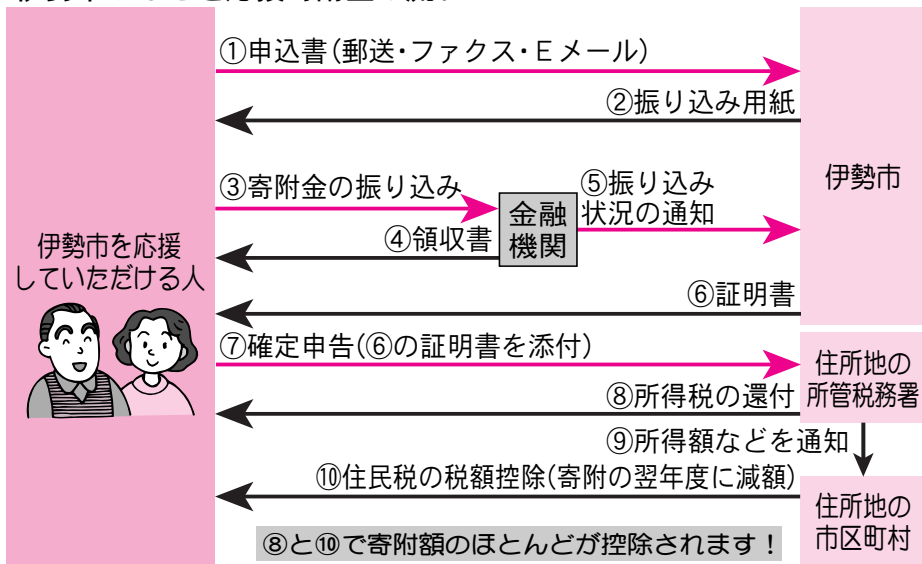 ①申込書(郵送・ファクス・Eメール)
②振り込み用紙
伊勢市
③寄附金の振り込み
金融
機関
⑤振り込み
状況の通知
④領収書
伊勢市を応援
していただける人
⑥証明書
⑦確定申告(⑥の証明書を添付)
住所地の
所管税務署
⑧所得税の還付
⑨所得額などを通知
⑩住民税の税額控除(寄附の翌年度に減額)
住所地の
市区町村
⑧と⑩で寄附額のほとんどが控除されます！